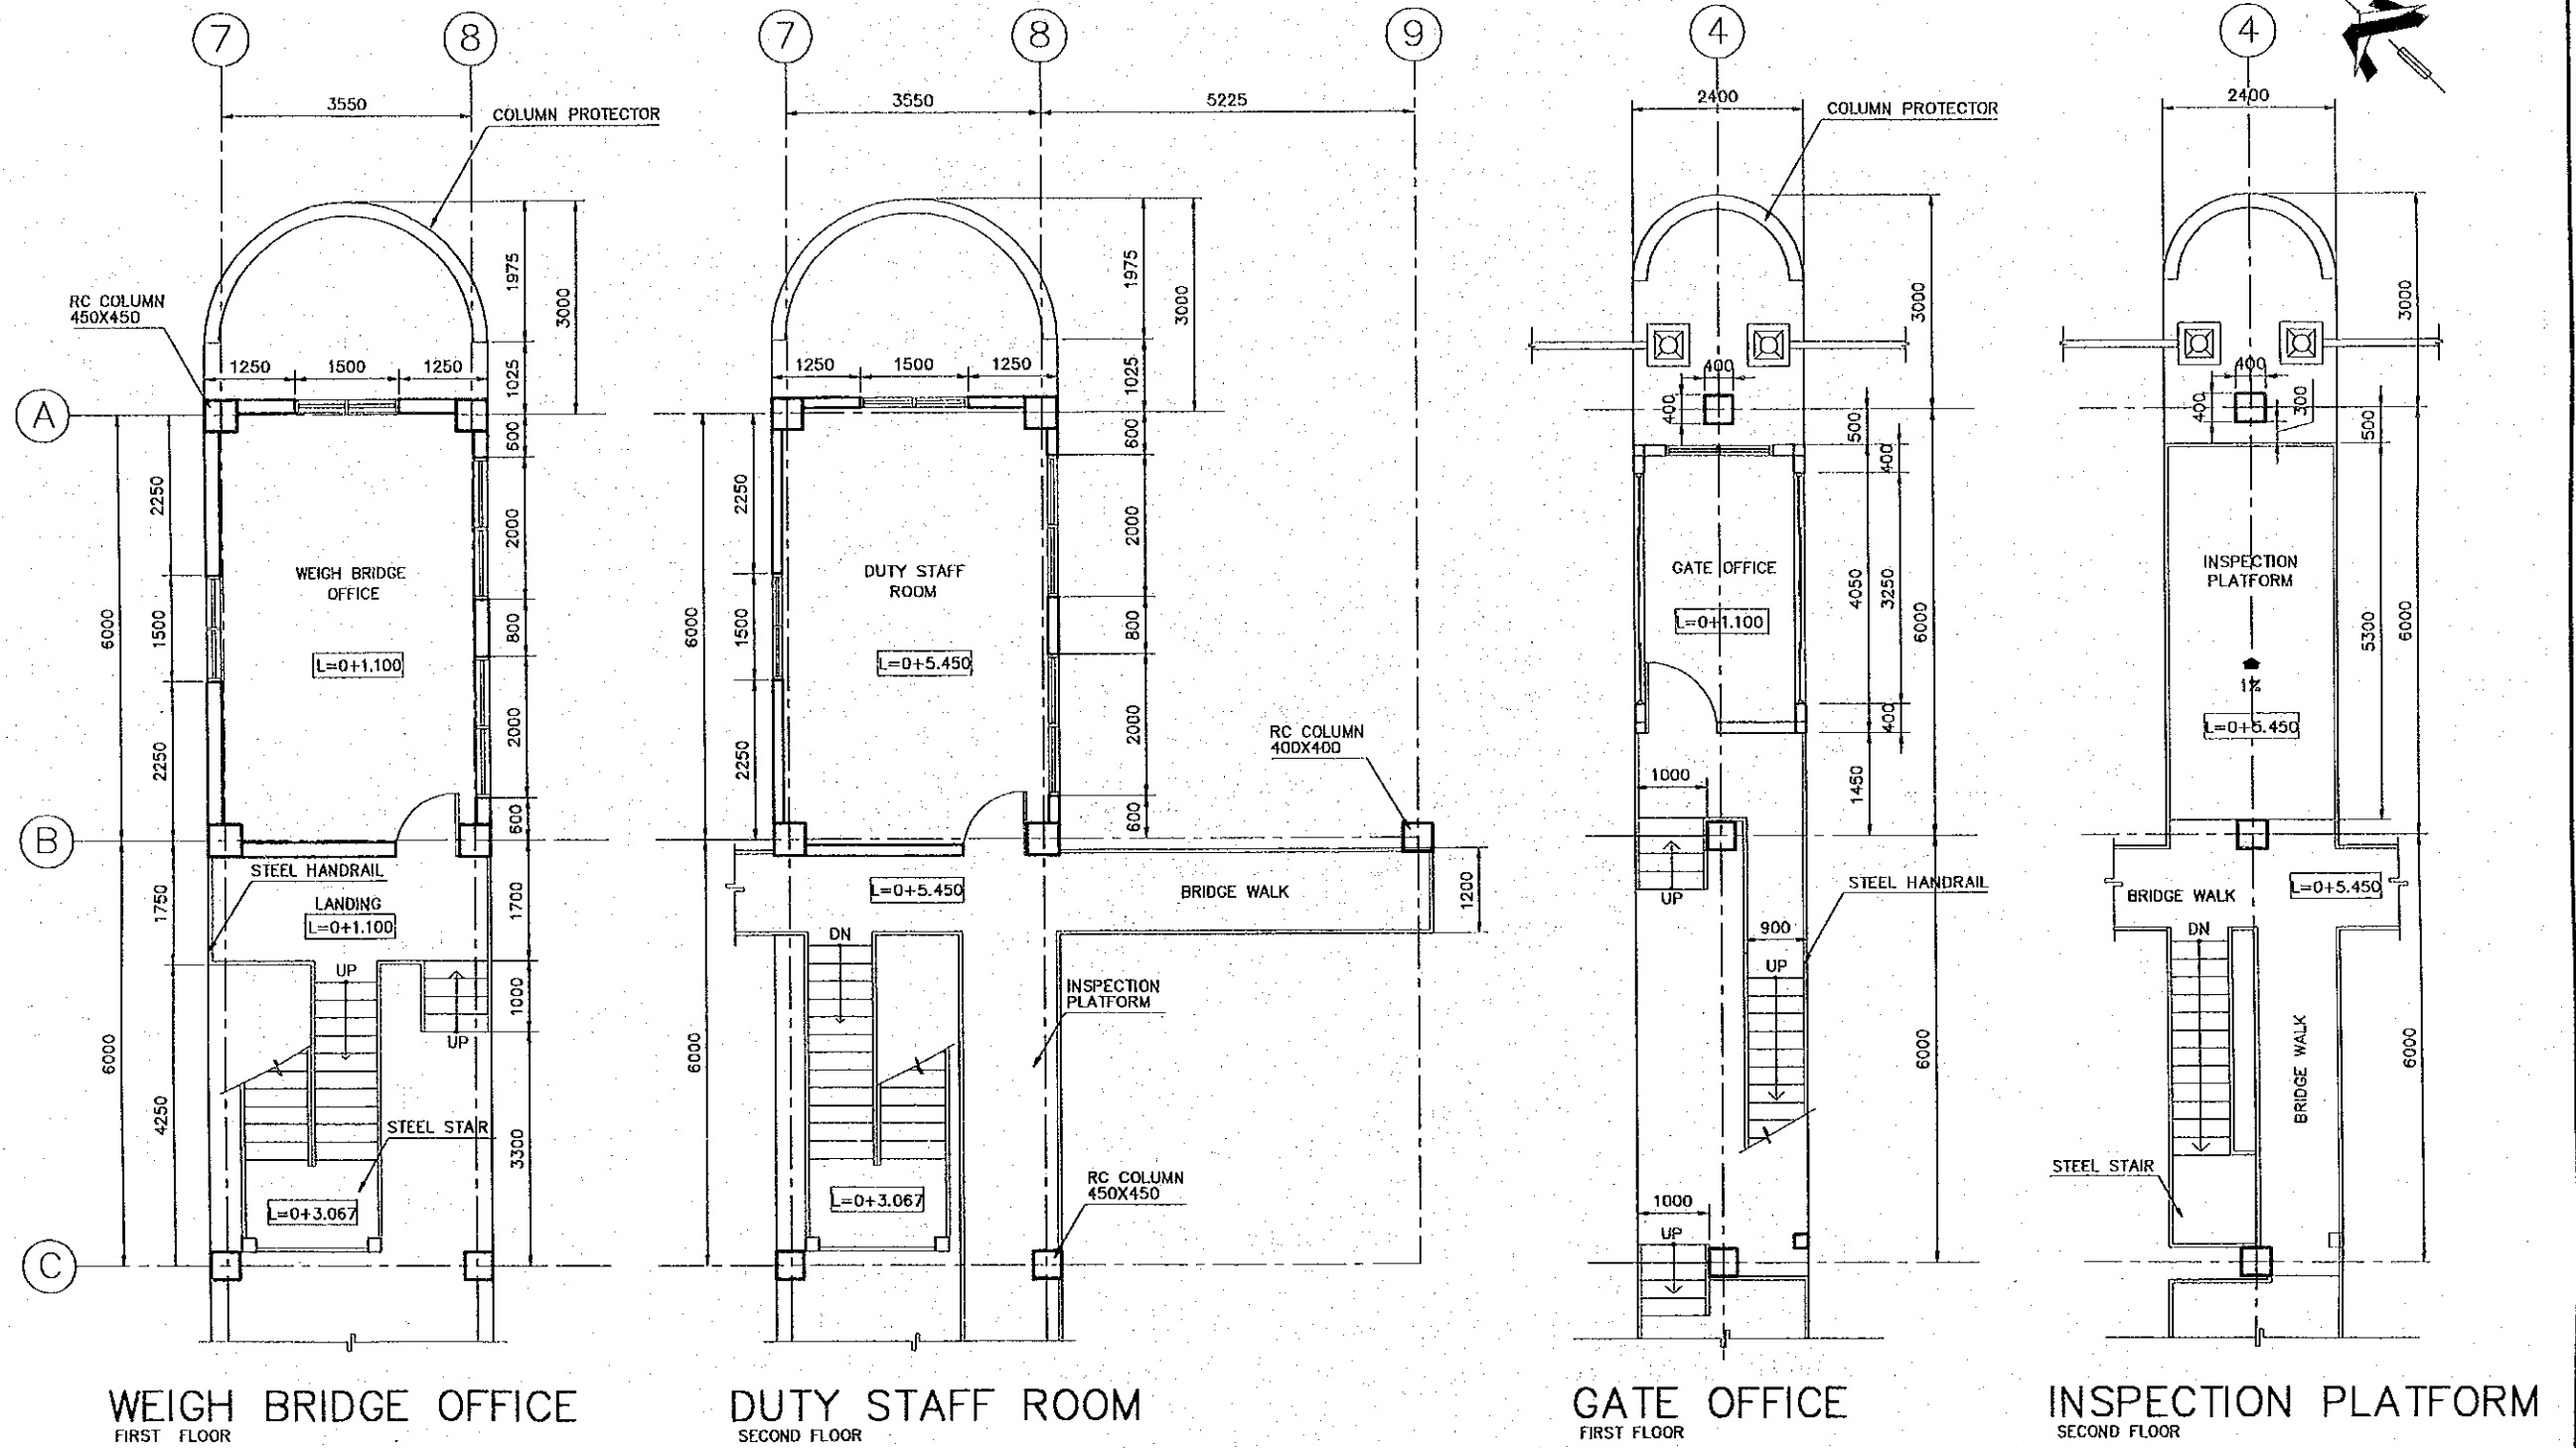 7
8
3550
COLUMN PROTECTOR
1975
3000
RC COLUMN
450X450
1250
1500
1250
1025
A
600
2250
2000
WEIGH BRIDGE
OFFICE
6000
1500
800
L=0+1.100
2250
2000
600
B
STEEL HANDRAIL
LANDING
L=0+1.100
1750
1700
UP
1000
UP
6000
4250
STEEL STAIR
3300
L=0+3.067
C
WEIGH BRIDGE OFFICE
FIRST FLOOR
7
8
9
3550
5225
1975
3000
1250
1500
1250
1025
600
2250
2000
DUTY STAFF
ROOM
6000
1500
800
L=0+5.450
2250
2000
RC COLUMN
400X400
600
L=0+5.450
BRIDGE WALK
1200
DN
INSPECTION
PLATFORM
6000
RC COLUMN
450X450
L=0+3.067
DUTY STAFF ROOM
SECOND FLOOR
4
2400
COLUMN PROTECTOR
3000
400
400
500
400
GATE OFFICE
L=0+1.100
4050
3250
6000
400
1000
1450
UP
STEEL HANDRAIL
900
UP
6000
1000
UP
GATE OFFICE
FIRST FLOOR
4
2400
3000
400
400
300
500
INSPECTION
PLATFORM
5300
6000
1%
L=0+5.450
BRIDGE WALK
L=0+5.450
DN
BRIDGE WALK
6000
STEEL STAIR
INSPECTION PLATFORM
SECOND FLOOR